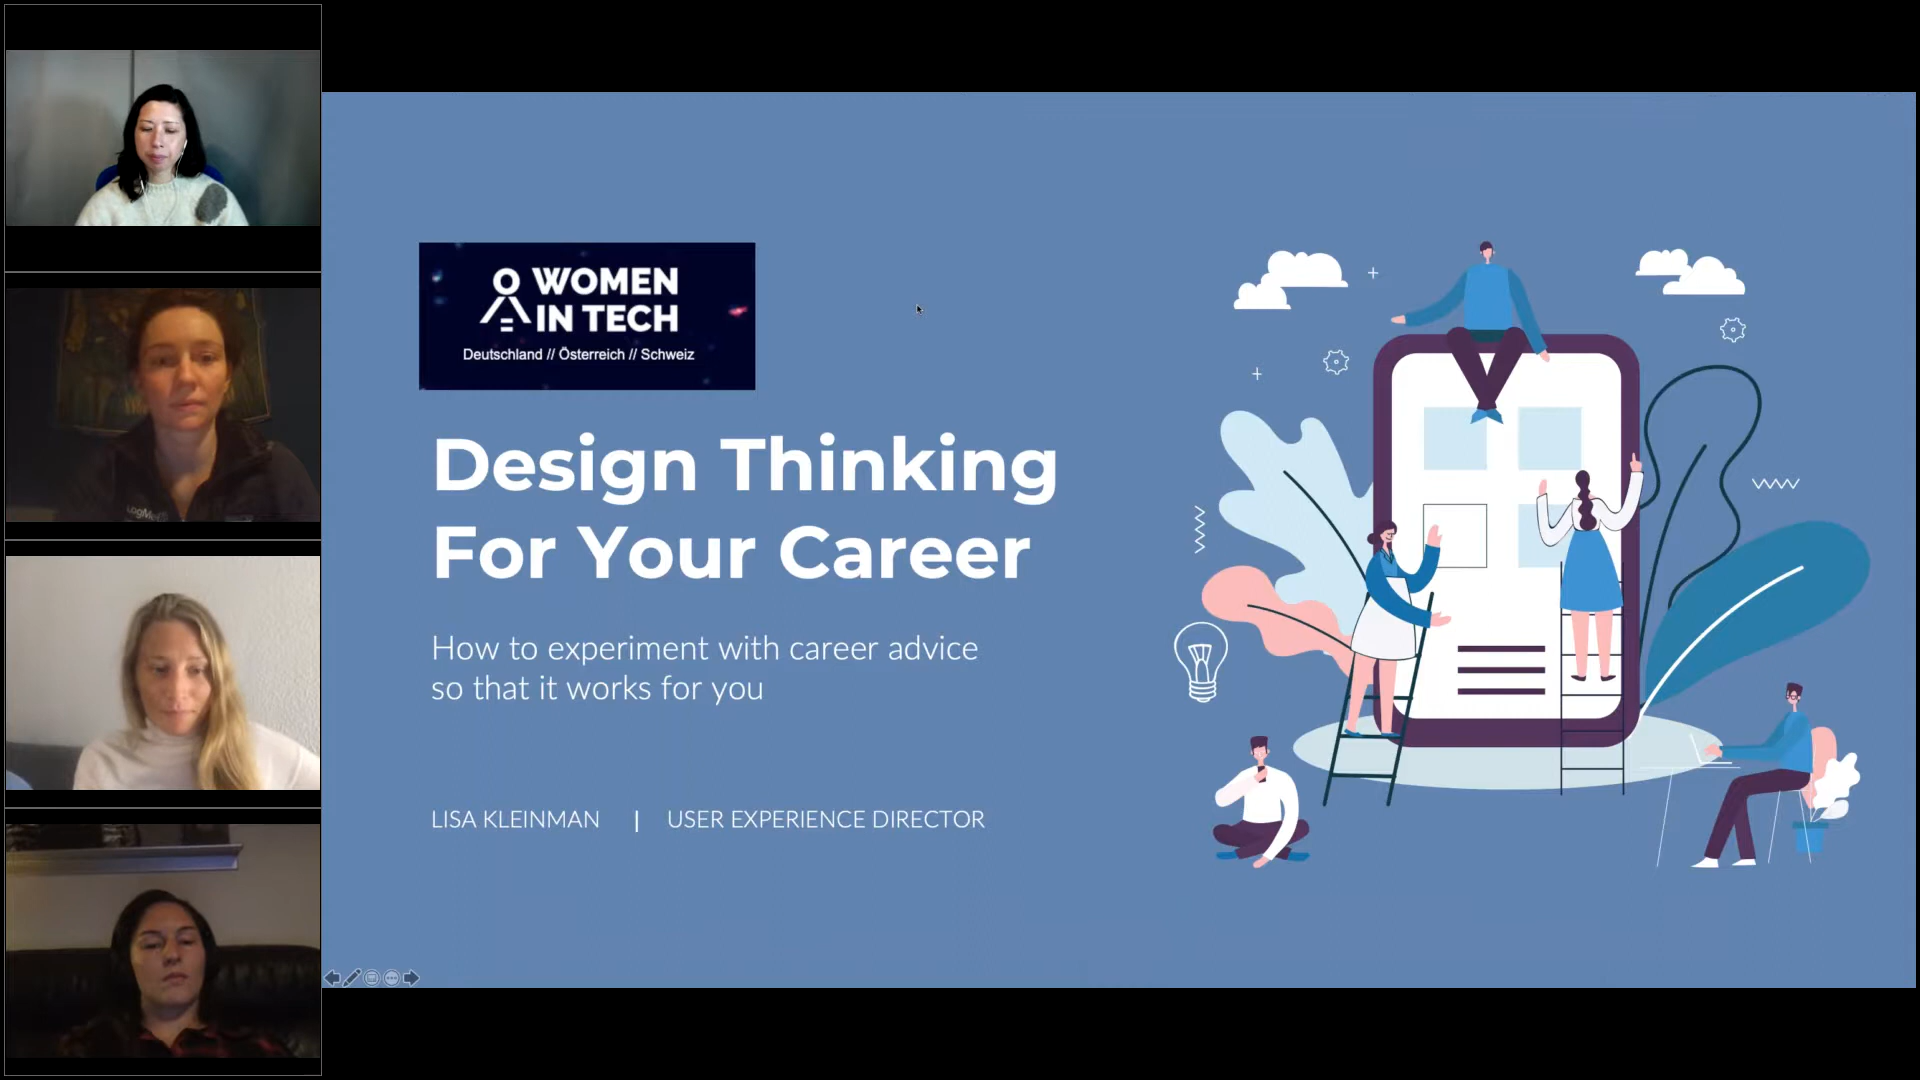 WOMEN
IN TECH
Deutschland // Österreich // Schweiz
Design Thinking
For Your Career
How to experiment with career advice
so that it works for you
LISA KLEINMAN | USER EXPERIENCE DIRECTOR
LogMeIn